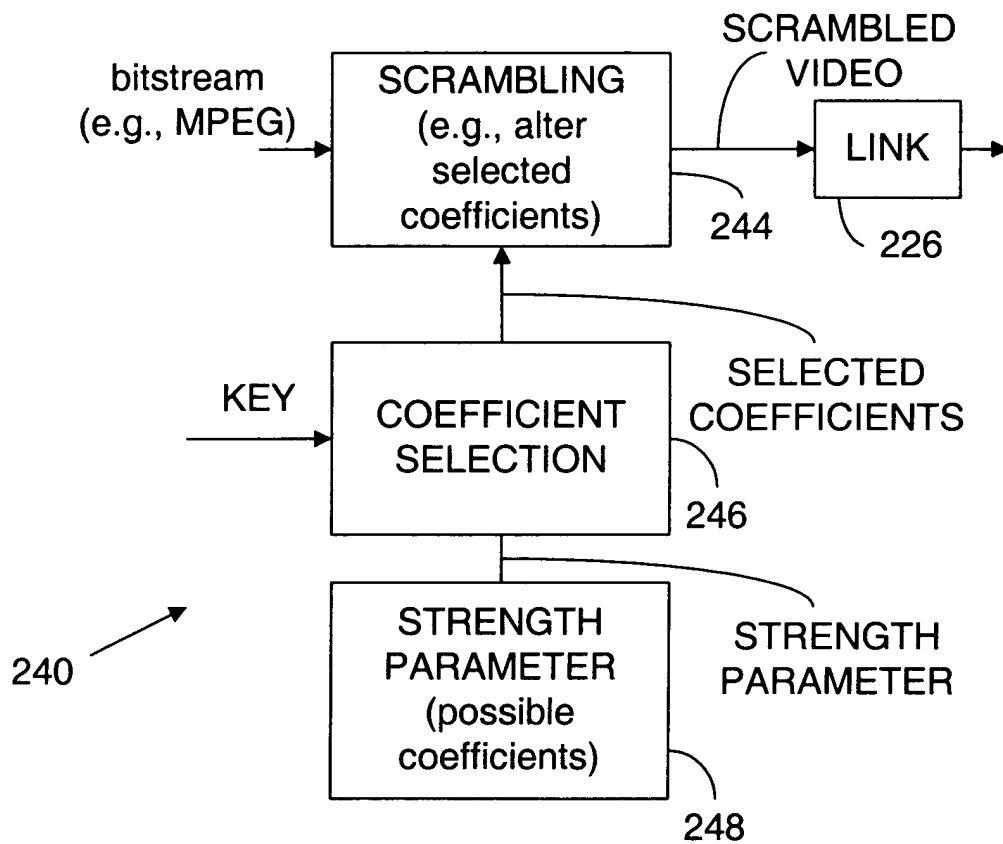 bitstream
(e.g., MPEG)
SCRAMBLING
(e.g., alter
selected
coefficients)
SCRAMBLED
VIDEO
LINK
244
226
KEY
COEFFICIENT
SELECTION
SELECTED
COEFFICIENTS
246
240
STRENGTH
PARAMETER
(possible
coefficients)
STRENGTH
PARAMETER
248